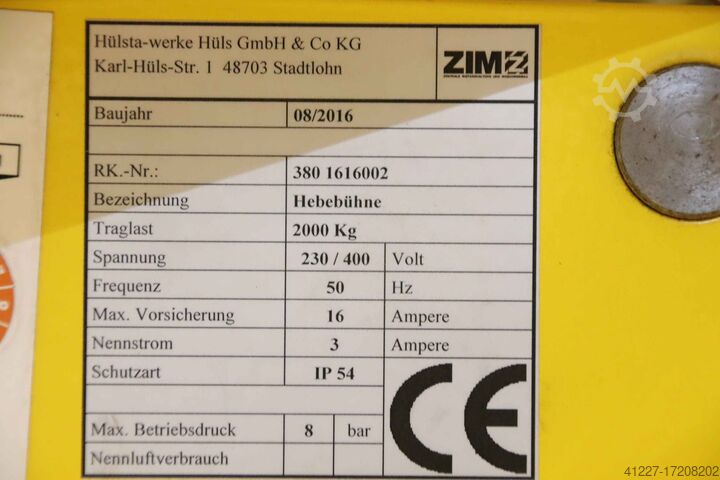 Hülsta-werke Hüls GmbH & Co KG
Karl-Hüls-Str. 1 48703 Stadtlohn
ZIM
Baujahr 08/2016
RK.-Nr.: 380 1616002
Bezeichnung Hebebühne
Traglast 2000 Kg
Spannung 230 / 400 Volt
Frequenz 50 Hz
Max. Vorsicherung 16 Ampere
Nennstrom 3 Ampere
Schutzart IP 54
CE
Max. Betriebsdruck 8 bar
Nennluftverbrauch
41227-17208202